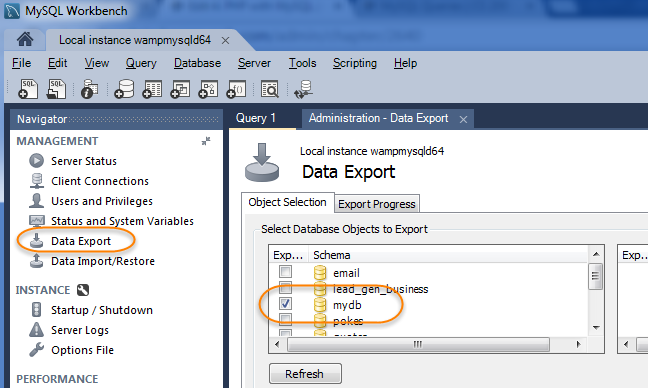 MySQL Workbench
Local instance wampmysqld64 ×
File Edit View Query Database Server Tools Scripting Help
SQL SQL
Navigator
Query 1
Administration - Data Export ×
MANAGEMENT
Server Status
Client Connections
Users and Privileges
Status and System Variables
Data Export
Data Import/Restore
INSTANCE
Startup / Shutdown
Server Logs
Options File
PERFORMANCE
Local instance wampmysqld64
Data Export
Object Selection Export Progress
Select Database Objects to Export
Exp... Schema
email
lead_gen_business
mydb
pokes
Exp...
Refresh